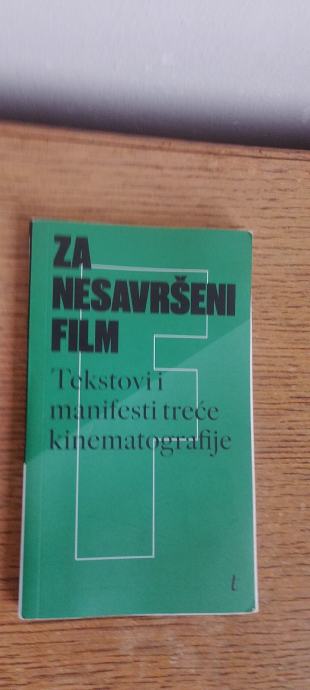 ZA
NESAVRŠENI
FILM
Tekstovi i
manifesti treće
kinematografije
t